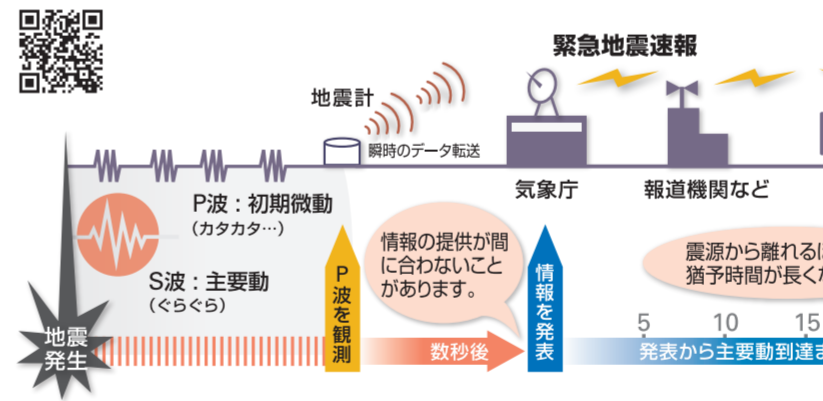 緊急地震速報
地震計
瞬時のデータ転送
気象庁
報道機関など
P波：初期微動
（カタカタ…）
S波：主要動
（ぐらぐら）
地震
発生
P波を観測
情報の提供が間
に合わないこと
があります。
数秒後
情報を発表
震源から離れるほ
猶予時間が長くな
5 10 15
発表から主要動到達ま